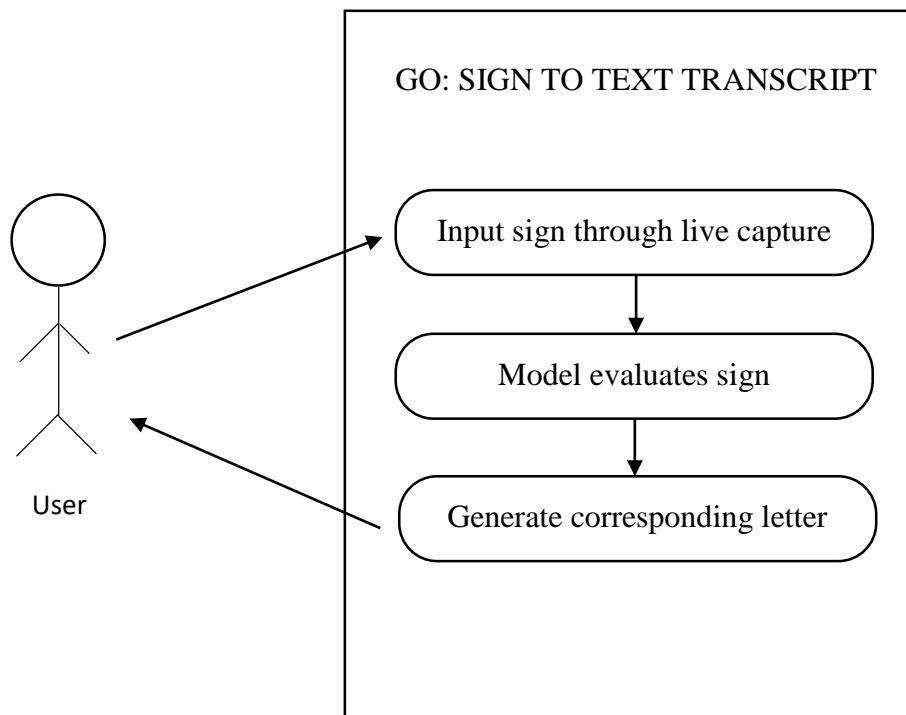 GO: SIGN TO TEXT TRANSCRIPT
Input sign through live capture
Model evaluates sign
Generate corresponding letter
User